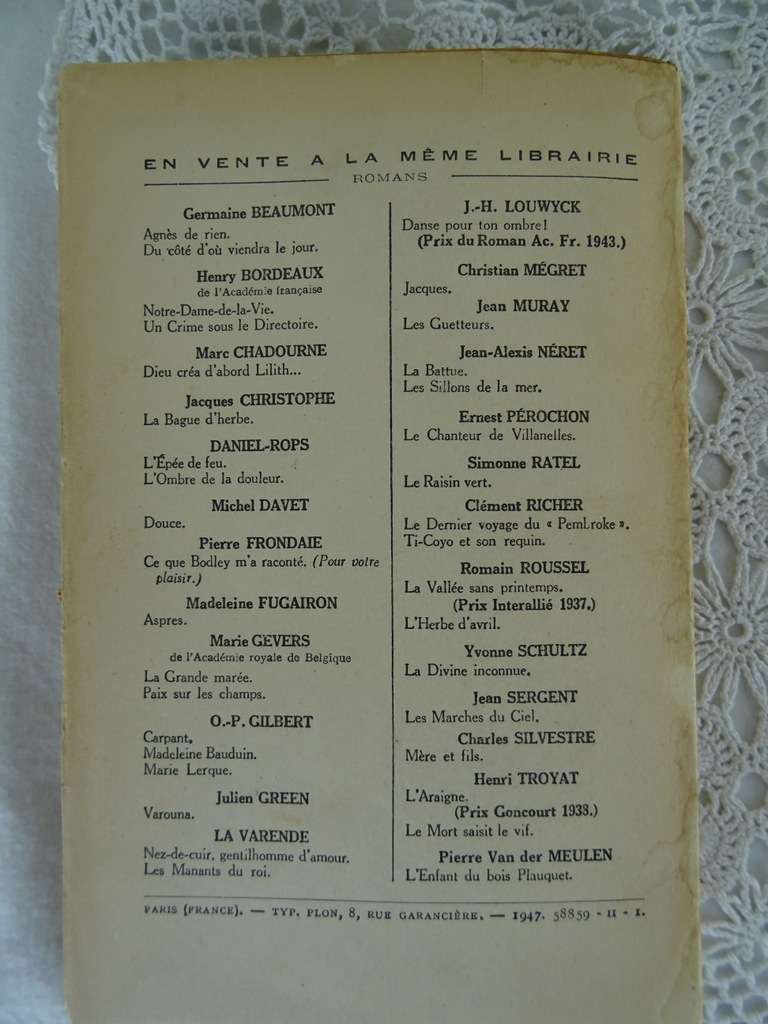 EN VENTE A LA MÊME LIBRAIRIE
ROMANS
Germaine BEAUMONT
Agnès de rien.
Du côté d'où viendra le jour.
Henry BORDEAUX
de l'Académie française
Notre-Dame-de-la-Vie.
Un Crime sous le Directoire.
Marc CHADOURNE
Dieu créa d'abord Lilith...
Jacques CHRISTOPHE
La Bague d'herbe.
DANIEL-ROPS
L'Épée de feu.
L'Ombre de la douleur.
Michel DAVET
Douce.
Pierre FRONDAIE
Ce que Bodley m'a raconté. (Pour votre
plaisir.)
Madeleine FUGAIRON
Aspres.
Marie GEVERS
de l'Académie royale de Belgique
La Grande marée.
Paix sur les champs.
O.-P. GILBERT
Carpant.
Madeleine Bauduin.
Marie Lerque.
Julien GREEN
Varouna.
LA VARENDE
Nez-de-cuir, gentilhomme d'amour.
Les Manants du roi.
J.-H. LOUWYCK
Danse pour ton ombre!
(Prix du Roman Ac. Fr. 1943.)
Christian MÉGRET
Jacques.
Jean MURAY
Les Guetteurs.
Jean-Alexis NÉRET
La Battue.
Les Sillons de la mer.
Ernest PÉROCHON
Le Chanteur de Villanelles.
Simonne RATEL
Le Raisin vert.
Clément RICHER
Le Dernier voyage du « Pembroke ».
Ti-Coyo et son requin.
Romain ROUSSEL
La Vallée sans printemps.
(Prix Interallié 1937.)
L'Herbe d'avril.
Yvonne SCHULTZ
La Divine inconnue.
Jean SERGENT
Les Marches du Ciel.
Charles SILVESTRE
Mère et fils.
Henri TROYAT
L'Araigne.
(Prix Goncourt 1938.)
Le Mort saisit le vif.
Pierre Van der MEULEN
L'Enfant du bois Plauquet.
PARIS (FRANCE). — TYP. PLON, 8, RUE GARANCIÈRE. — 1947. 58859 - II - I.